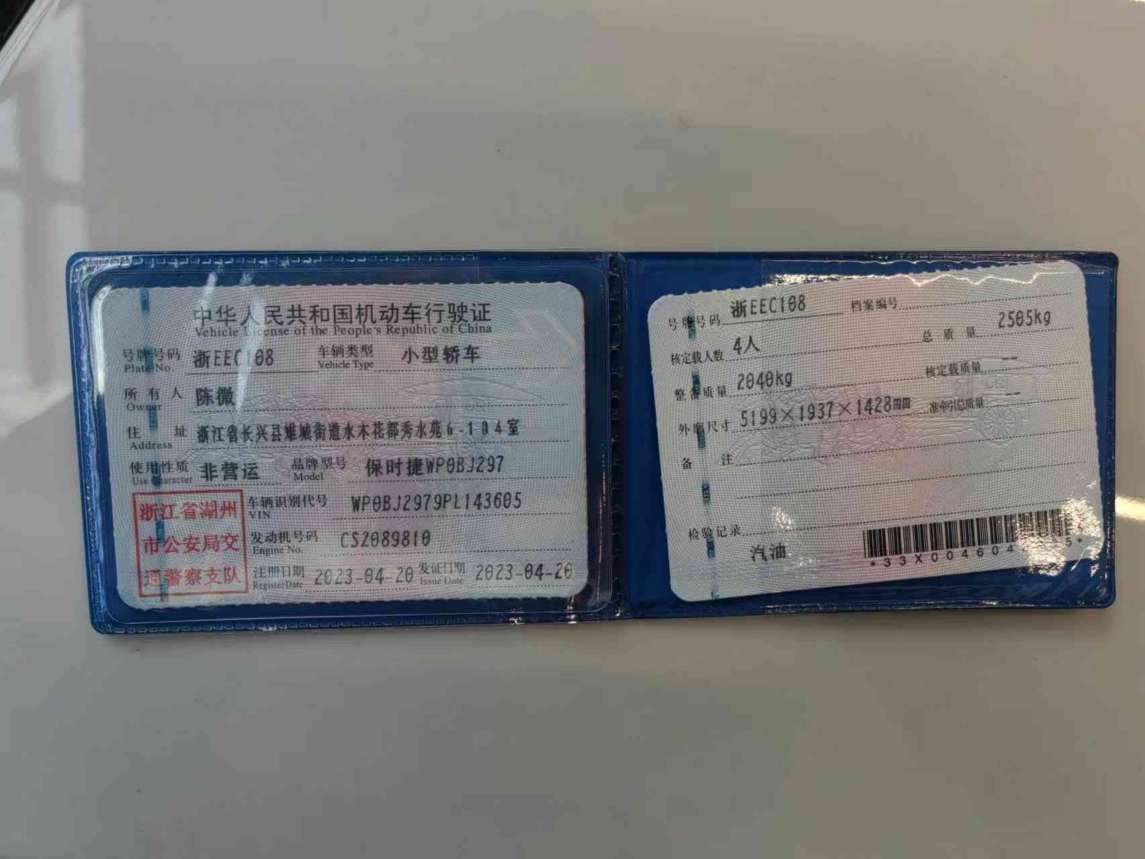 中华人民共和国机动车行驶证
Vehicle License of the People's Republic of China
号牌号码 浙EEC108 车辆类型 小型轿车
Plate No. Vehicle Type
所有人 陈微
Owner
住 址 浙江省长兴县雉城街道水木花都秀水苑6-104室
Address
使用性质 非营运 品牌型号 保时捷WP0BJ297
Use Character Model
浙江省湖州
市公安局交
通警察支队
车辆识别代号 WP0BJ2979PL143605
VIN
发动机号码 CS2089810
Engine No.
注册日期 2023-04-20 发证日期 2023-04-20
Register Date Issue Date
号牌号码 浙EEC108 档案编号
核定载人数 4人 总质量 2505kg
整备质量 2040kg 核定载质量 --
外廓尺寸 5199×1937×1428mm 准牵引总质量 --
备 注
检验记录
汽油
*33X004604